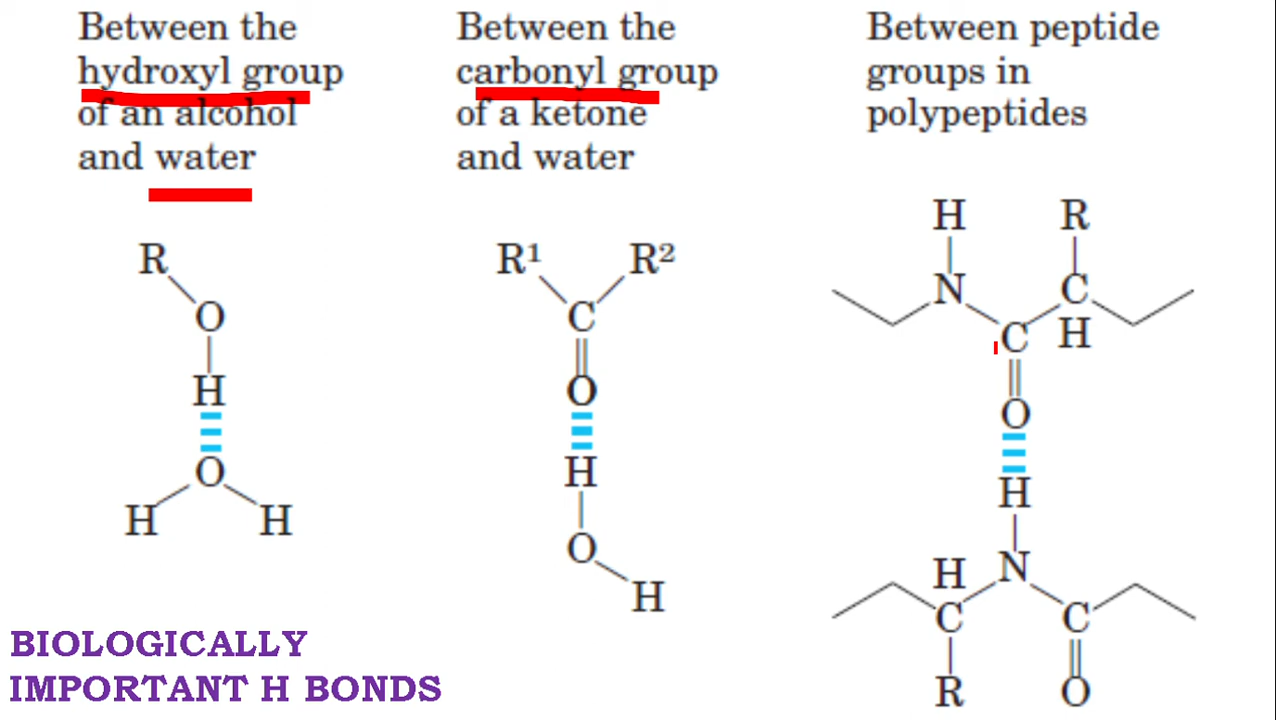 Between the
hydroxyl group
of an alcohol
and water
Between the
carbonyl group
of a ketone
and water
Between peptide
groups in
polypeptides
R
O
H
O
H H
R¹ R²
C
O
H
O
H
H R
N C
C H
O
H
H N
C C
R O
BIOLOGICALLY
IMPORTANT H BONDS